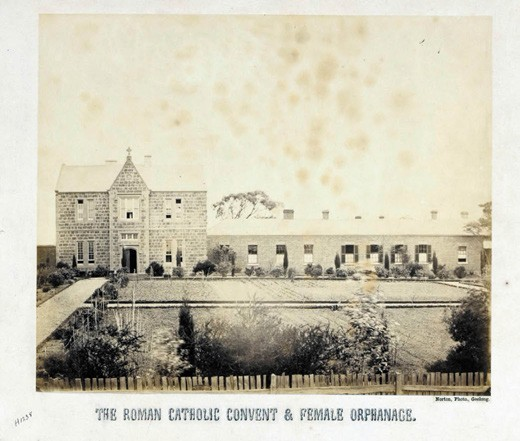 Norton, Photo, Geelong.
THE ROMAN CATHOLIC CONVENT & FEMALE ORPHANAGE.